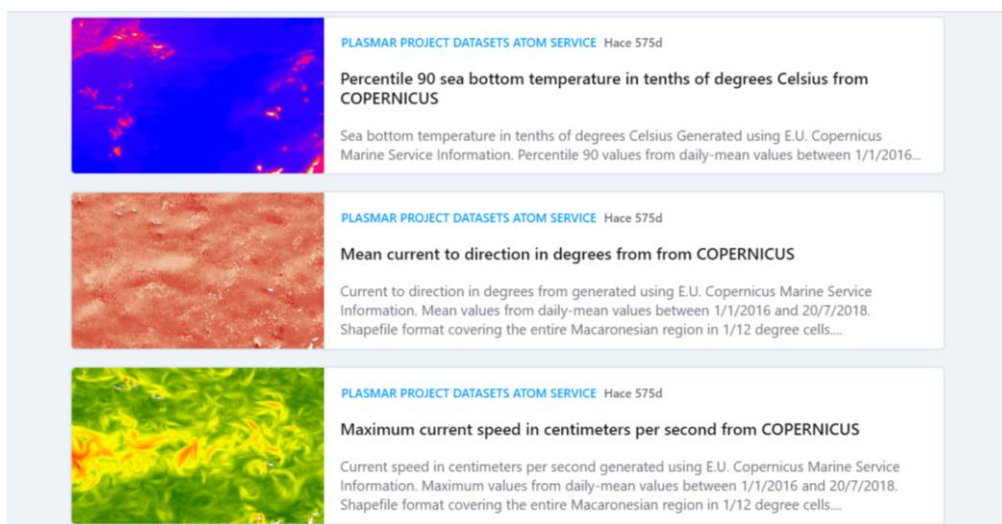 PLASMAR PROJECT DATASETS ATOM SERVICE Hace 575d
Percentile 90 sea bottom temperature in tenths of degrees Celsius from
COPERNICUS
Sea bottom temperature in tenths of degrees Celsius Generated using E.U. Copernicus
Marine Service Information. Percentile 90 values from daily-mean values between 1/1/2016...
PLASMAR PROJECT DATASETS ATOM SERVICE Hace 575d
Mean current to direction in degrees from from COPERNICUS
Current to direction in degrees from generated using E.U. Copernicus Marine Service
Information. Mean values from daily-mean values between 1/1/2016 and 20/7/2018.
Shapefile format covering the entire Macaronesian region in 1/12 degree cells....
PLASMAR PROJECT DATASETS ATOM SERVICE Hace 575d
Maximum current speed in centimeters per second from COPERNICUS
Current speed in centimeters per second generated using E.U. Copernicus Marine Service
Information. Maximum values from daily-mean values between 1/1/2016 and 20/7/2018.
Shapefile format covering the entire Macaronesian region in 1/12 degree cells....